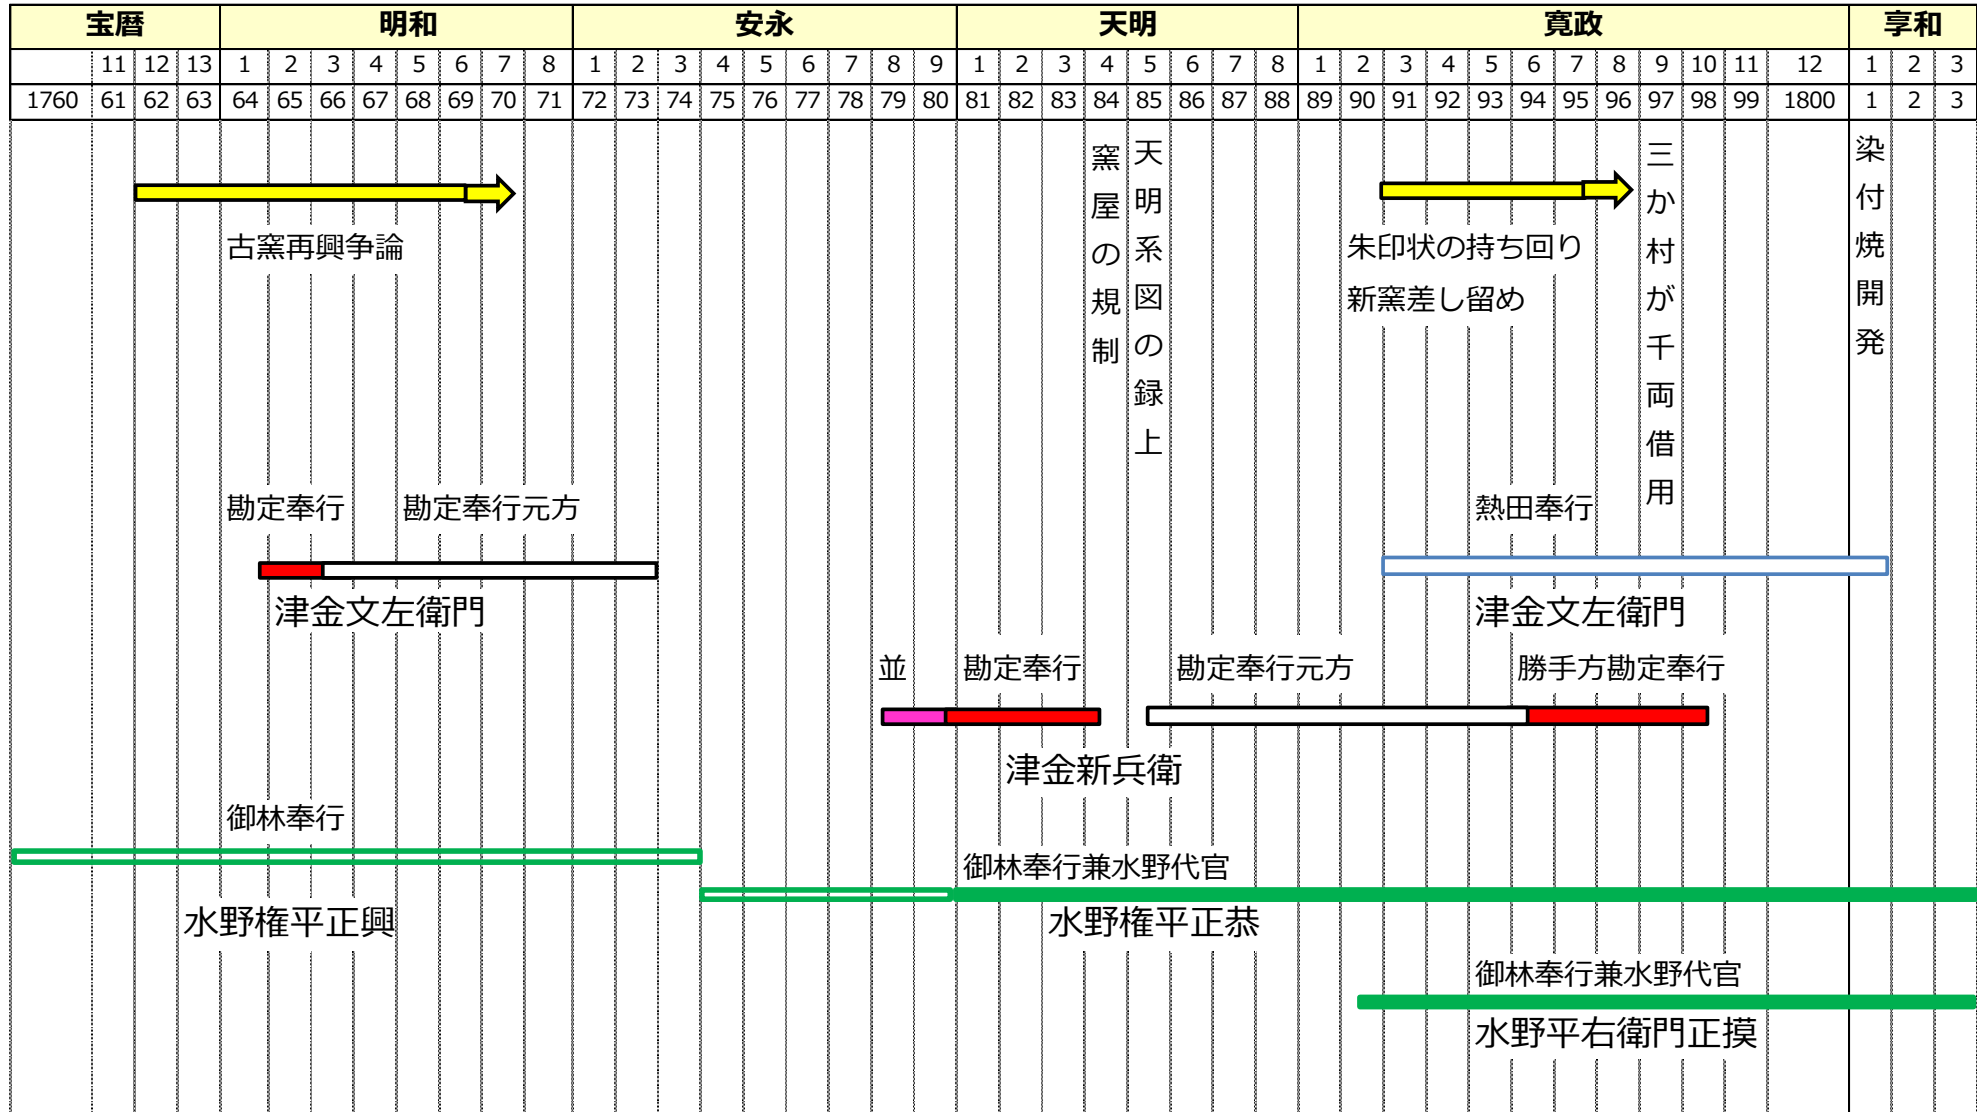 宝暦 明和 安永 天明 寛政 享和
11 12 13 1 2 3 4 5 6 7 8 1 2 3 4 5 6 7 8 9 1 2 3 4 5 6 7 8 1 2 3 4 5 6 7 8 9 10 11 12 1 2 3
1760 61 62 63 64 65 66 67 68 69 70 71 72 73 74 75 76 77 78 79 80 81 82 83 84 85 86 87 88 89 90 91 92 93 94 95 96 97 98 99 1800 1 2 3
古窯再興争論
窯屋の規制
天明系図の録上
朱印状の持ち回り
新窯差し留め
三か村が千両借用
染付焼開発
勘定奉行 勘定奉行元方
津金文左衛門
熱田奉行
津金文左衛門
並 勘定奉行 勘定奉行元方 勝手方勘定奉行
津金新兵衛
御林奉行
水野権平正興
御林奉行兼水野代官
水野権平正恭
御林奉行兼水野代官
水野平右衛門正摸